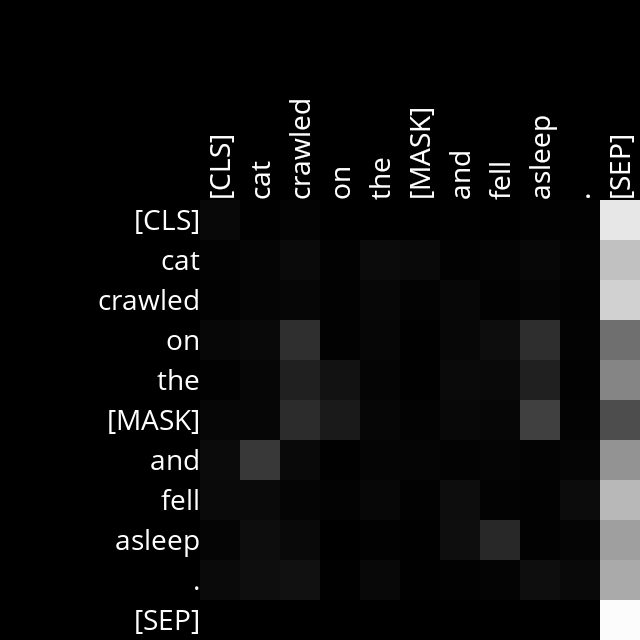 [CLS] cat crawled on the [MASK] and fell asleep . [SEP]
[CLS]
cat
crawled
on
the
[MASK]
and
fell
asleep
.
[SEP]